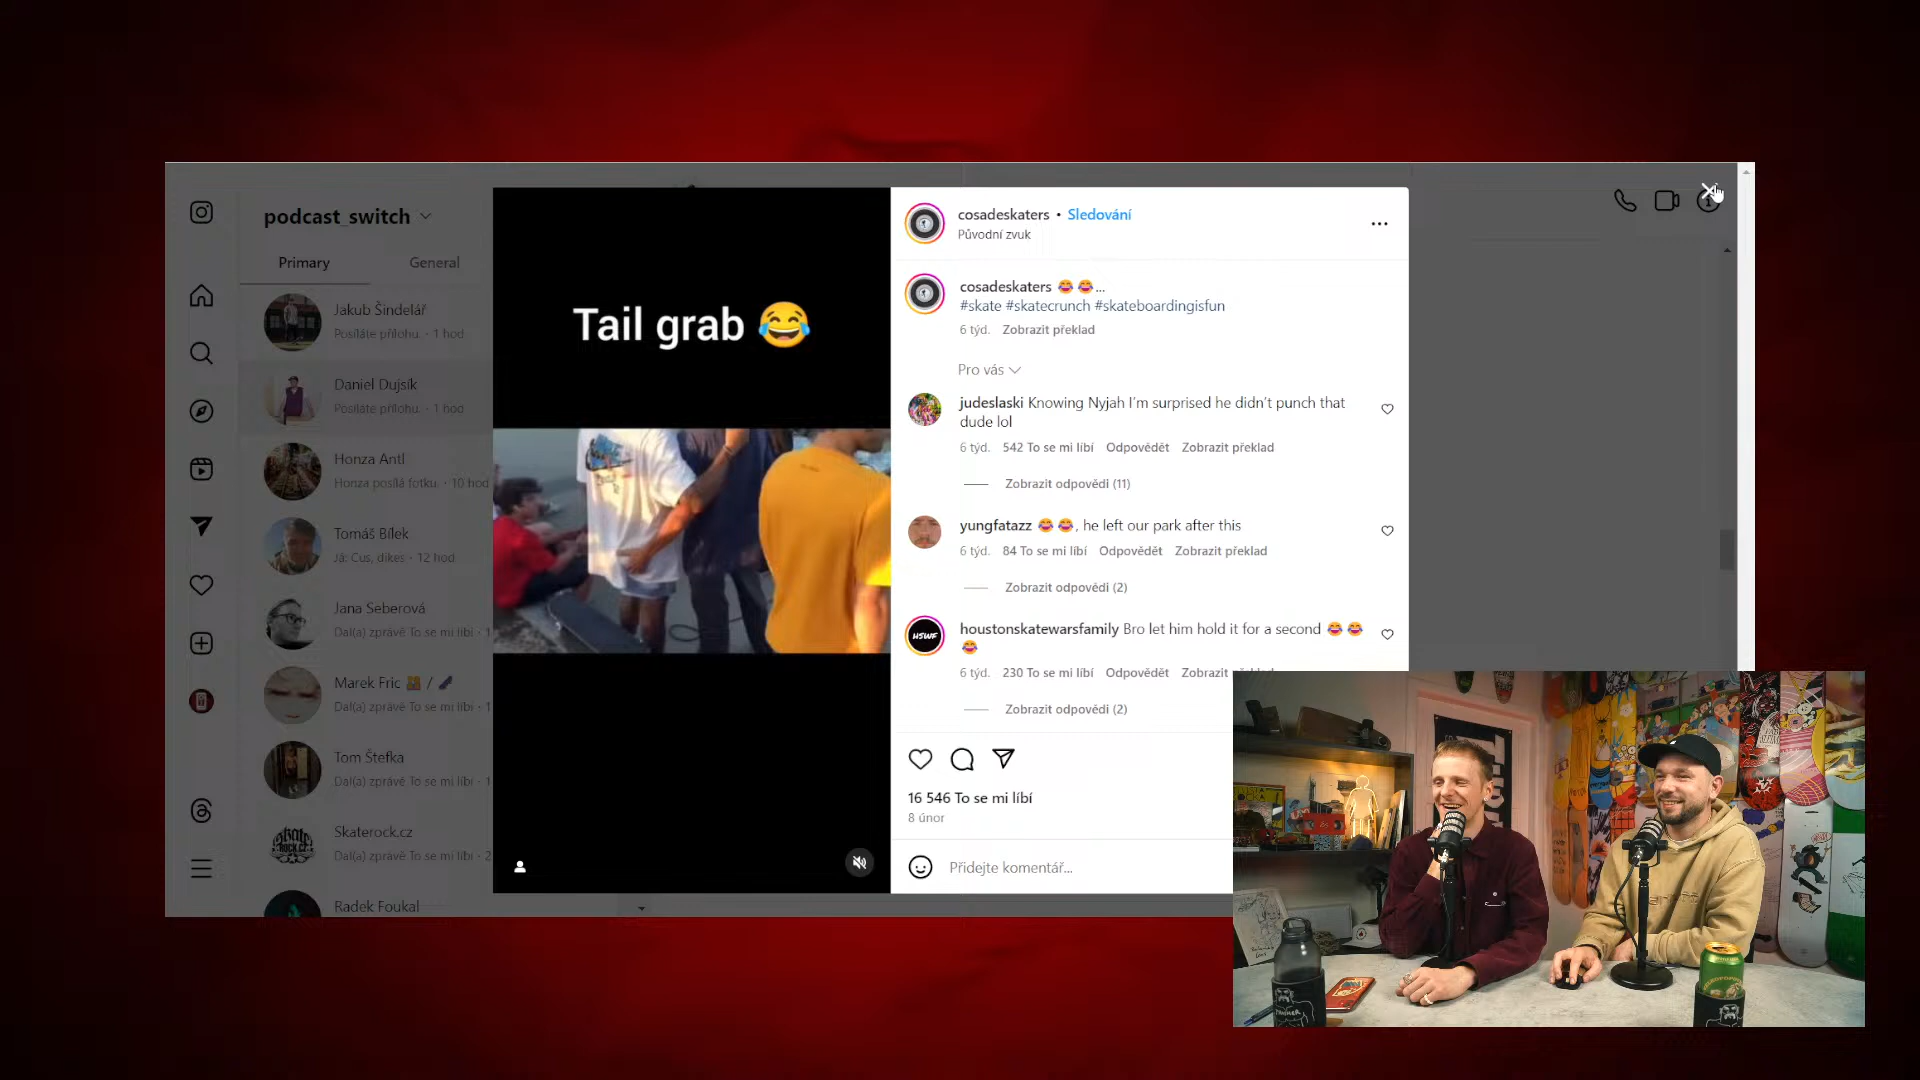 podcast_switch
Primary
General
Jakub Šindelář
Posíláte přílohu. · 1 hod
Daniel Dujsík
Posíláte přílohu. · 1 hod
Honza Antl
Honza posílá fotku. · 10 hod
Tomáš Bílek
Já: Cus, dikes · 12 hod
Jana Seberová
Dal(a) zprávě To se mi líbí · 1
Marek Fric 👯 / 🛹
Dal(a) zprávě To se mi líbí · 1
Tom Štefka
Dal(a) zprávě To se mi líbí · 1
Skaterock.cz
Dal(a) zprávě To se mi líbí · 2
Radek Foukal
Tail grab 😂
cosadeskaters • Sledování
Původní zvuk
cosadeskaters 😂 😂...
#skate #skatecrunch #skateboardingisfun
6 týd. Zobrazit překlad
Pro vás
judeslaski Knowing Nyjah I’m surprised he didn’t punch that
dude lol
6 týd. 542 To se mi líbí Odpovědět Zobrazit překlad
Zobrazit odpovědi (11)
yungfatazz 😂 😂, he left our park after this
6 týd. 84 To se mi líbí Odpovědět Zobrazit překlad
Zobrazit odpovědi (2)
HSWF
houstonskatewarsfamily Bro let him hold it for a second 😂 😂
😂
6 týd. 230 To se mi líbí Odpovědět Zobrazit
Zobrazit odpovědi (2)
16 546 To se mi líbí
8 únor
Přidejte komentář...